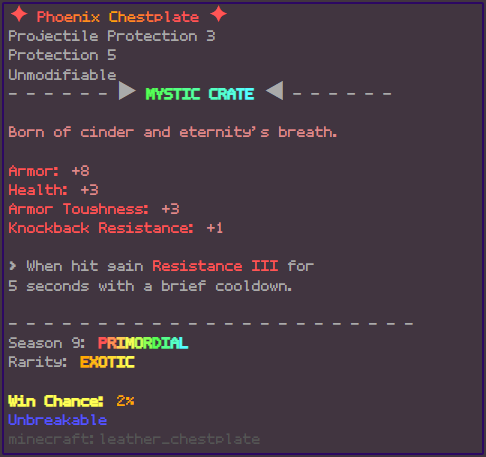 ✦ Phoenix Chestplate ✦
Projectile Protection 3
Protection 5
Unmodifiable
- - - - - - ▶ MYSTIC CRATE ◀ - - - - - -
Born of cinder and eternity's breath.
Armor: +8
Health: +3
Armor Toughness: +3
Knockback Resistance: +1
> When hit gain Resistance III for
5 seconds with a brief cooldown.
- - - - - - - - - - - - - - - - - - - - - - -
Season 9: PRIMORDIAL
Rarity: EXOTIC
Win Chance: 2%
Unbreakable
minecraft:leather_chestplate